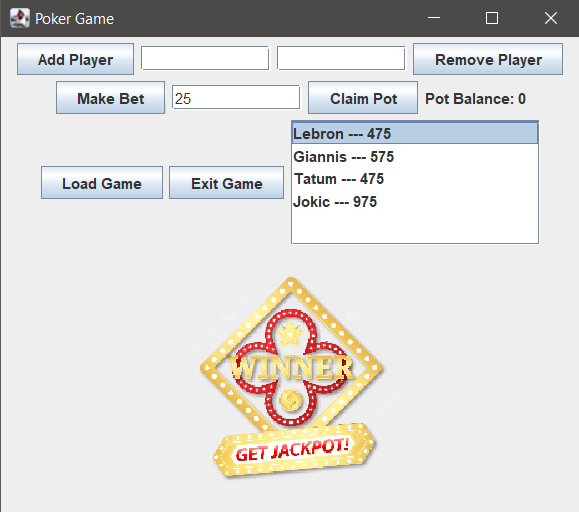 Poker Game
Add Player Remove Player
Make Bet 25 Claim Pot Pot Balance: 0
Lebron --- 475
Giannis --- 575
Load Game Exit Game Tatum --- 475
Jokic --- 975
WINNER
GET JACKPOT!